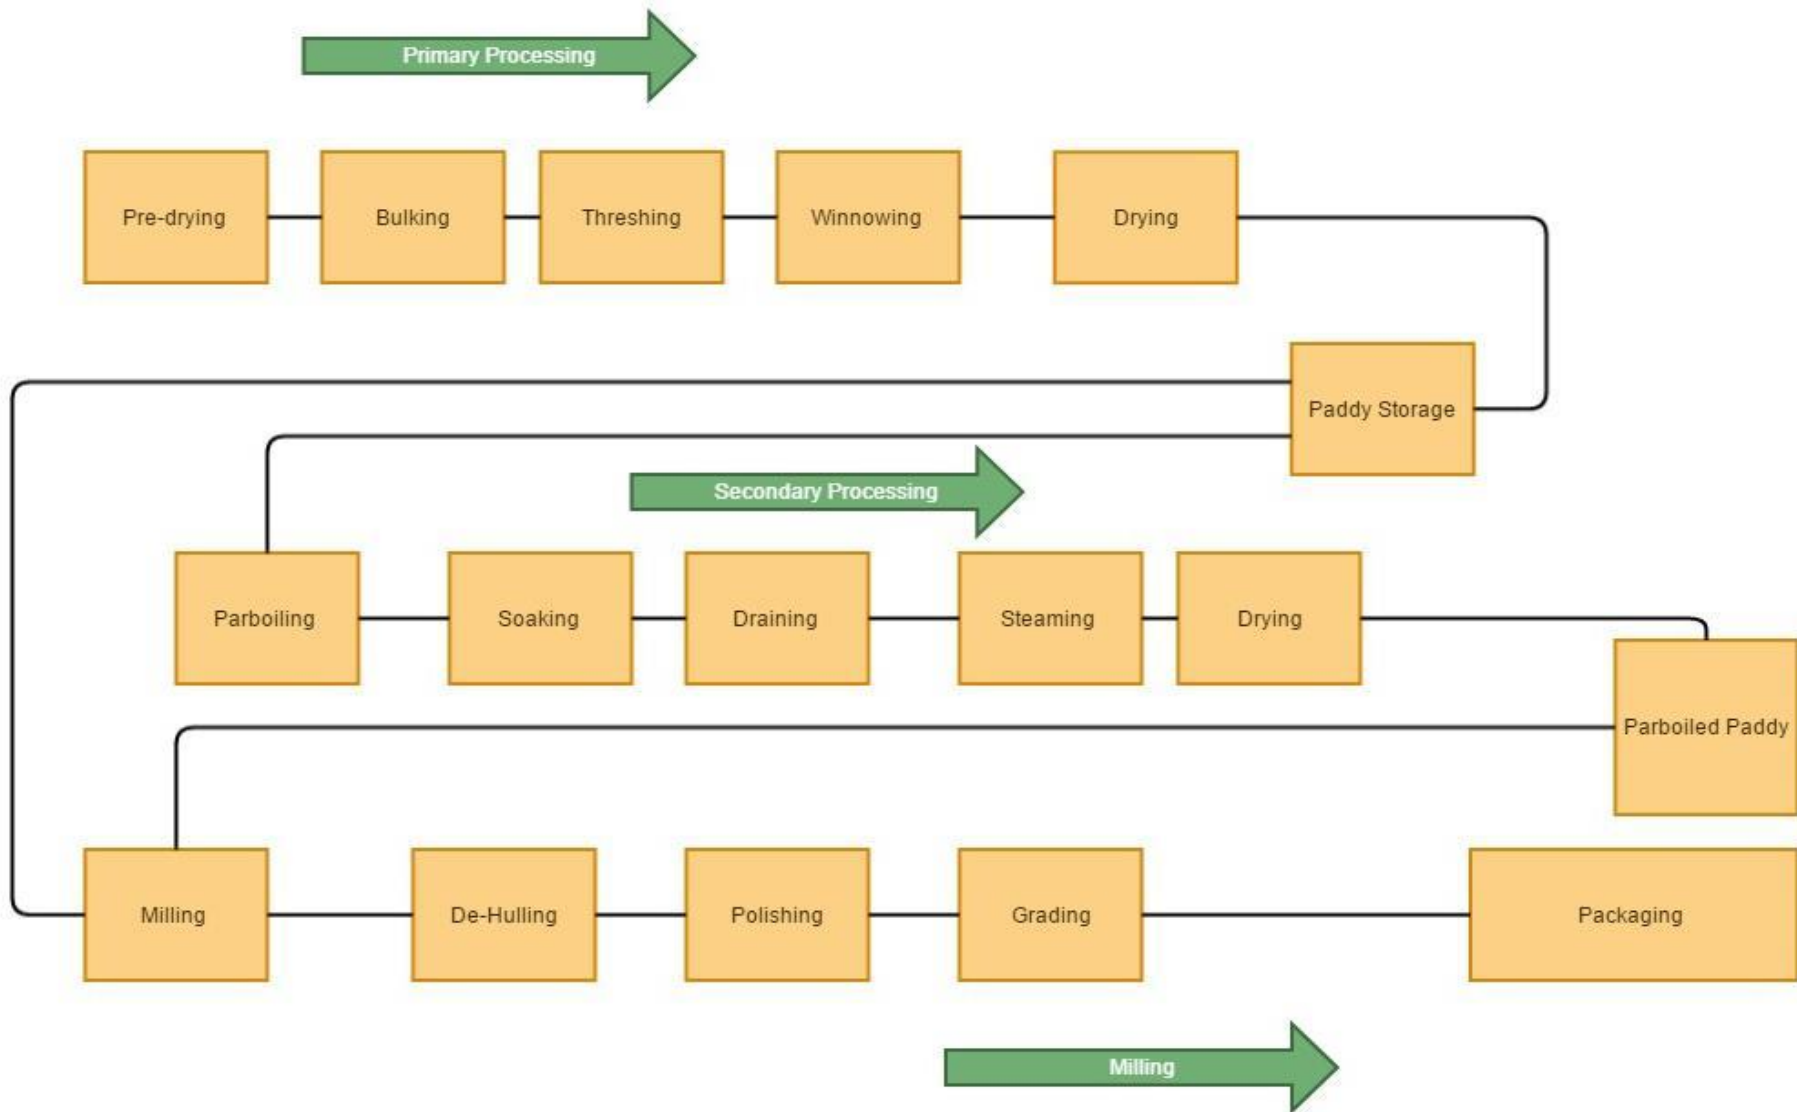 Primary Processing
Pre-drying
Bulking
Threshing
Winnowing
Drying
Paddy Storage
Secondary Processing
Parboiling
Soaking
Draining
Steaming
Drying
Parboiled Paddy
Milling
De-Hulling
Polishing
Grading
Packaging
Milling